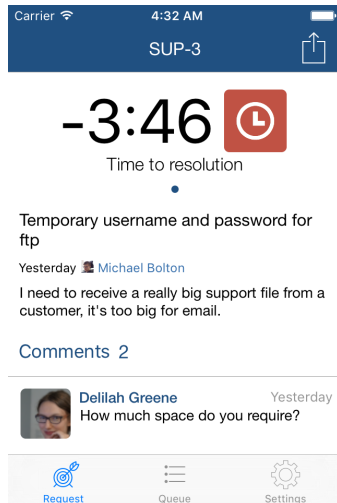 Carrier 4:32 AM
SUP-3
-3:46
Time to resolution
Temporary username and password for
ftp
Yesterday Michael Bolton
I need to receive a really big support file from a
customer, it's too big for email.
Comments 2
Delilah Greene Yesterday
How much space do you require?
Request Queue Settings